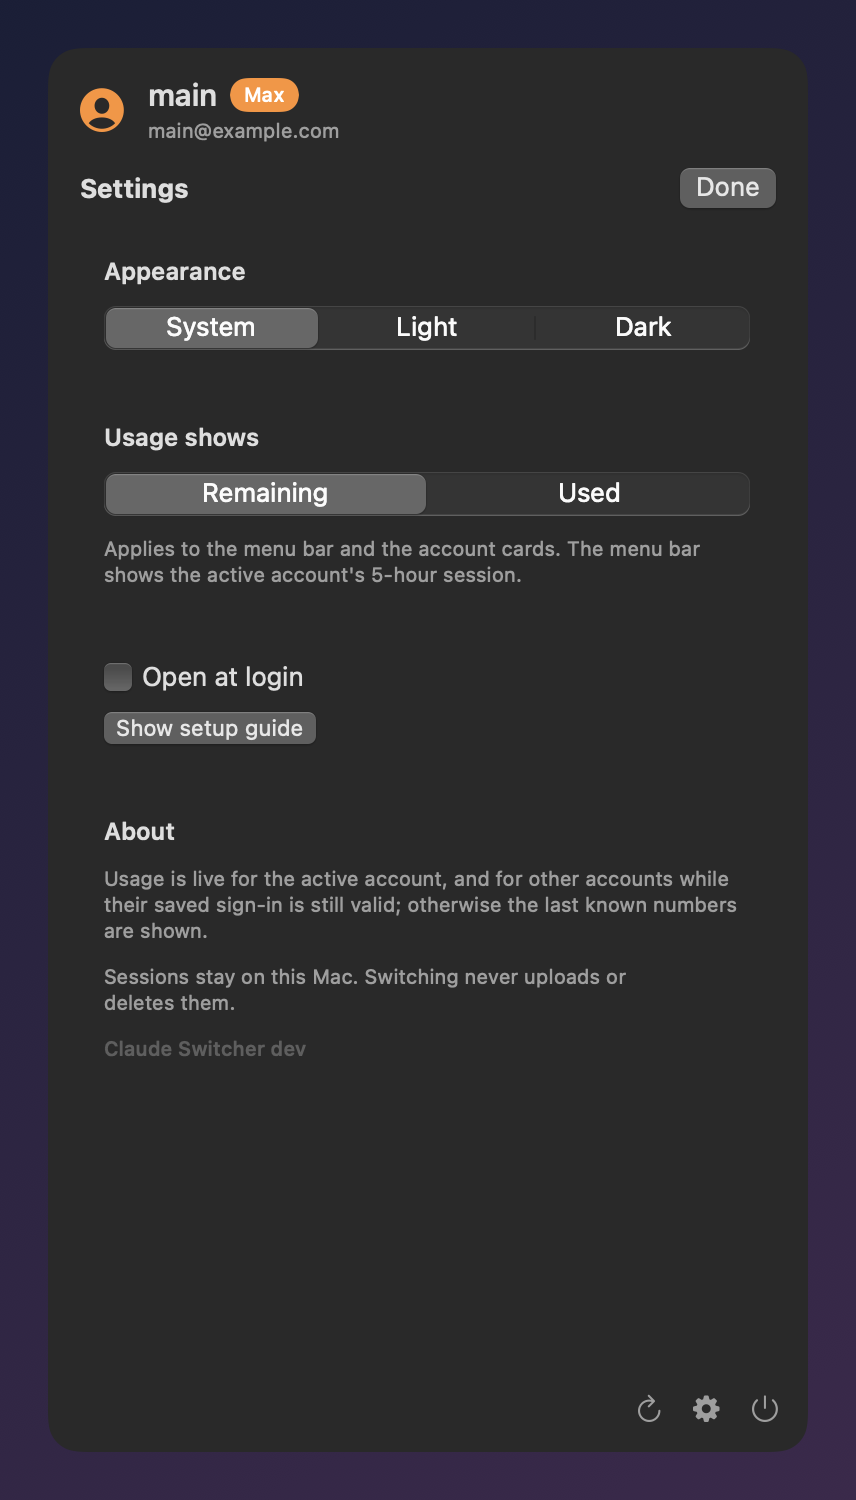 main Max
main@example.com
Settings Done
Appearance
System Light Dark
Usage shows
Remaining Used
Applies to the menu bar and the account cards. The menu bar
shows the active account's 5-hour session.
Open at login
Show setup guide
About
Usage is live for the active account, and for other accounts while
their saved sign-in is still valid; otherwise the last known numbers
are shown.
Sessions stay on this Mac. Switching never uploads or
deletes them.
Claude Switcher dev